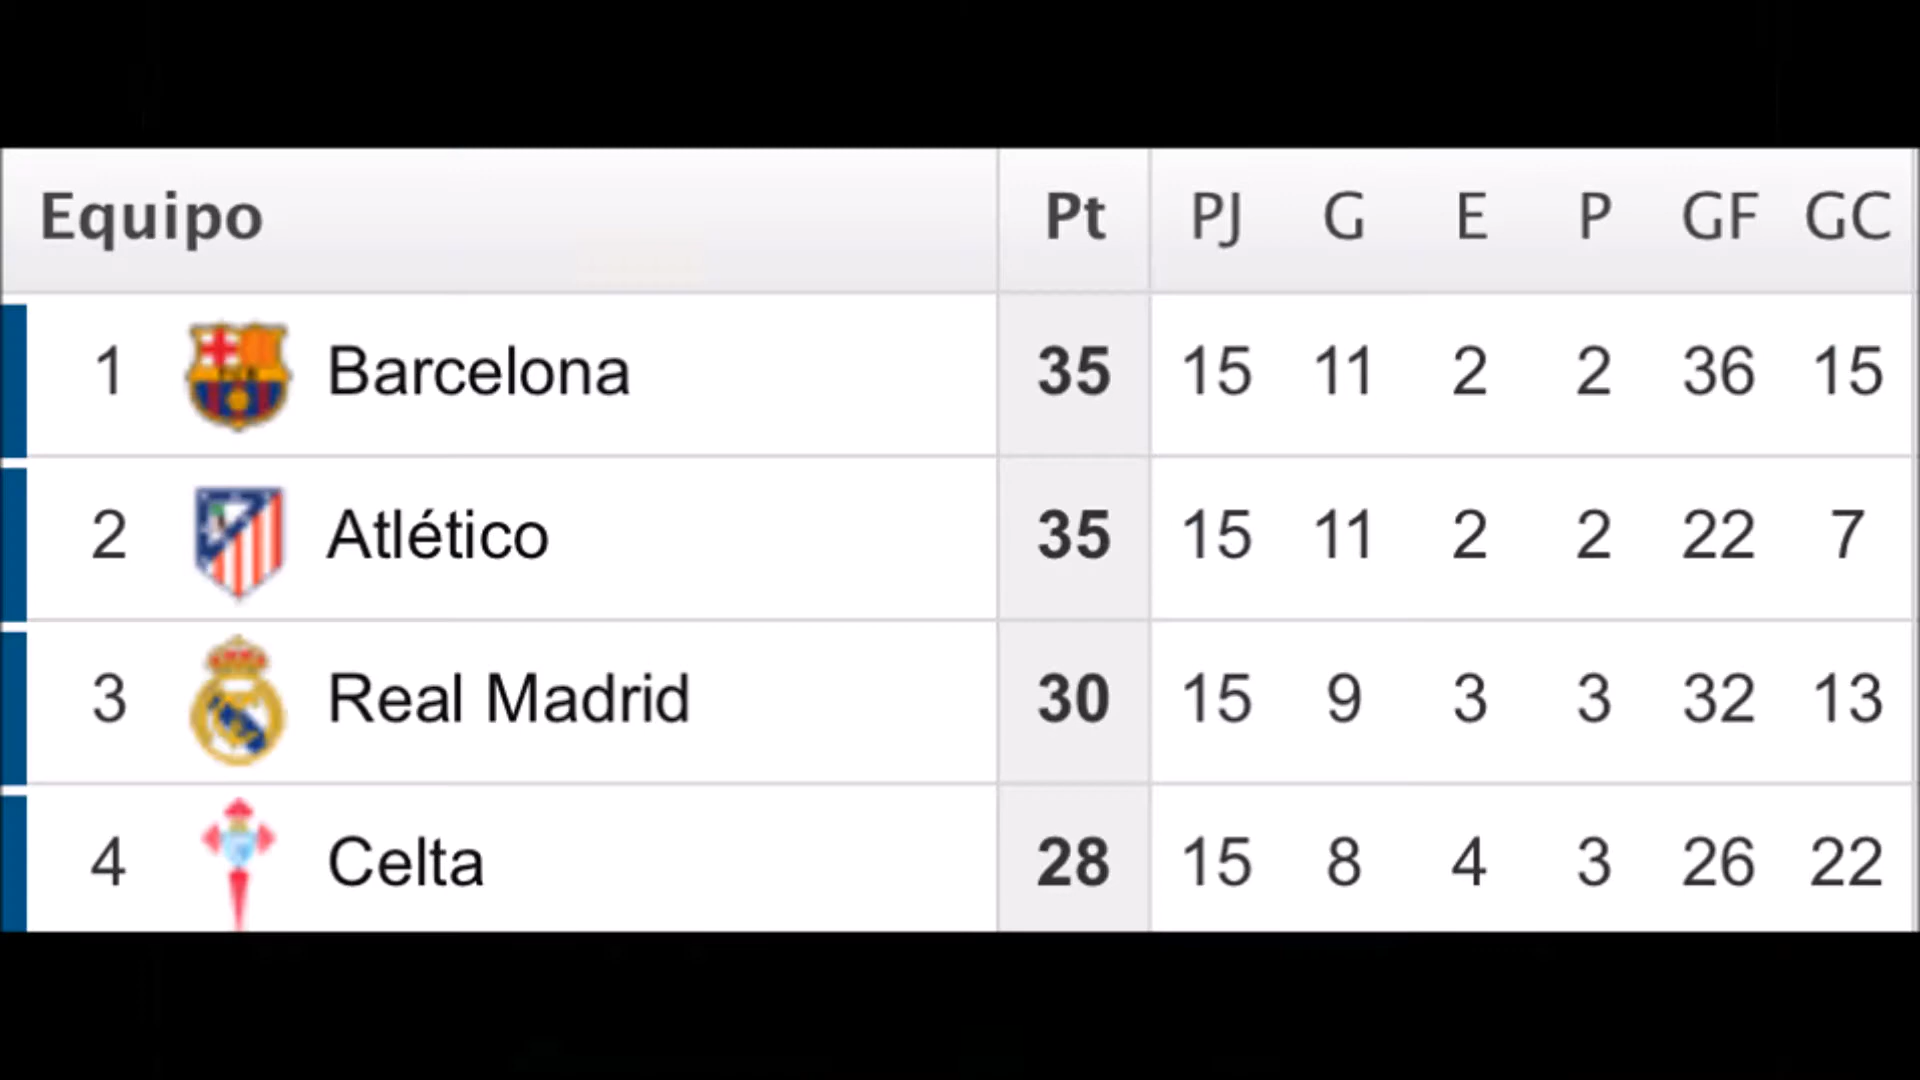 Equipo Pt PJ G E P GF GC
1 Barcelona 35 15 11 2 2 36 15
2 Atlético 35 15 11 2 2 22 7
3 Real Madrid 30 15 9 3 3 32 13
4 Celta 28 15 8 4 3 26 22